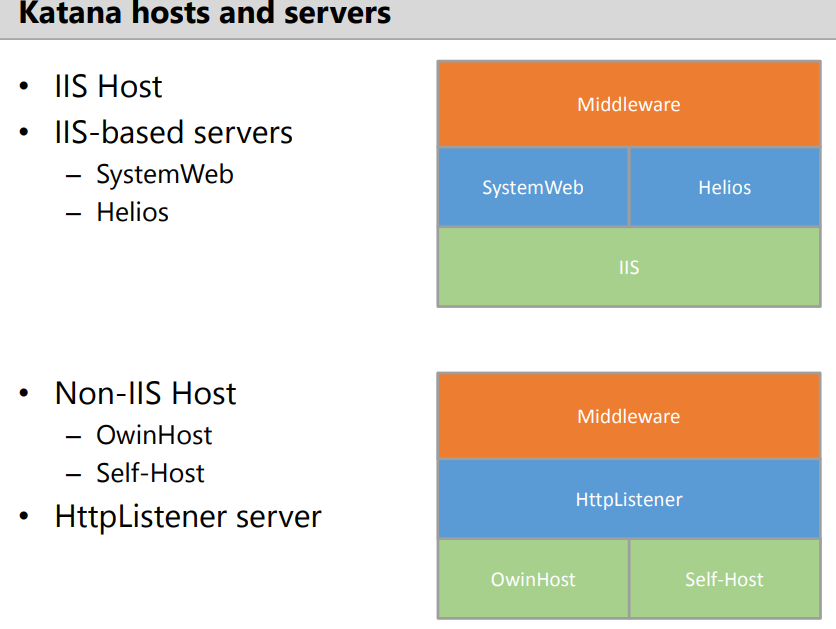 Katana hosts and servers
• IIS Host
• IIS-based servers
– SystemWeb
– Helios
Middleware
SystemWeb
Helios
IIS
• Non-IIS Host
– OwinHost
– Self-Host
• HttpListener server
Middleware
HttpListener
OwinHost
Self-Host